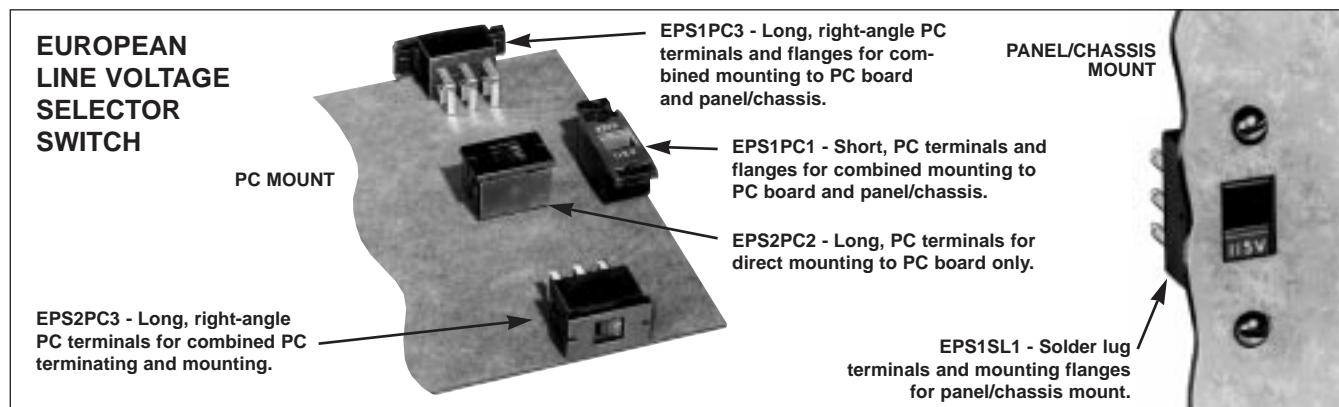 EUROPEAN
LINE VOLTAGE
SELECTOR
SWITCH
PC MOUNT
EPS1PC3 - Long, right-angle PC
terminals and flanges for com-
bined mounting to PC board
and panel/chassis.
EPS1PC1 - Short, PC terminals and
flanges for combined mounting to
PC board and panel/chassis.
EPS2PC2 - Long, PC terminals for
direct mounting to PC board only.
EPS2PC3 - Long, right-angle
PC terminals for combined PC
terminating and mounting.
PANEL/CHASSIS
MOUNT
115V
EPS1SL1 - Solder lug
terminals and mounting flanges
for panel/chassis mount.